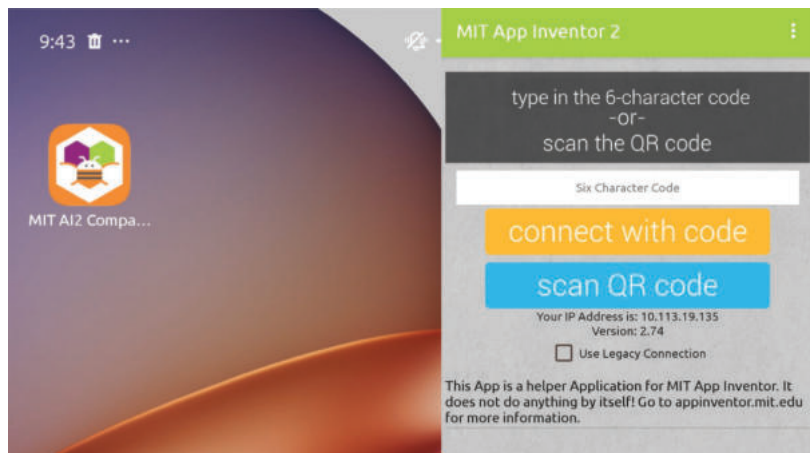 9:43
MIT AI2 Compa...
MIT App Inventor 2
type in the 6-character code
-or-
scan the QR code
Six Character Code
connect with code
scan QR code
Your IP Address is: 10.113.19.135
Version: 2.74
Use Legacy Connection
This App is a helper Application for MIT App Inventor. It
does not do anything by itself! Go to appinventor.mit.edu
for more information.